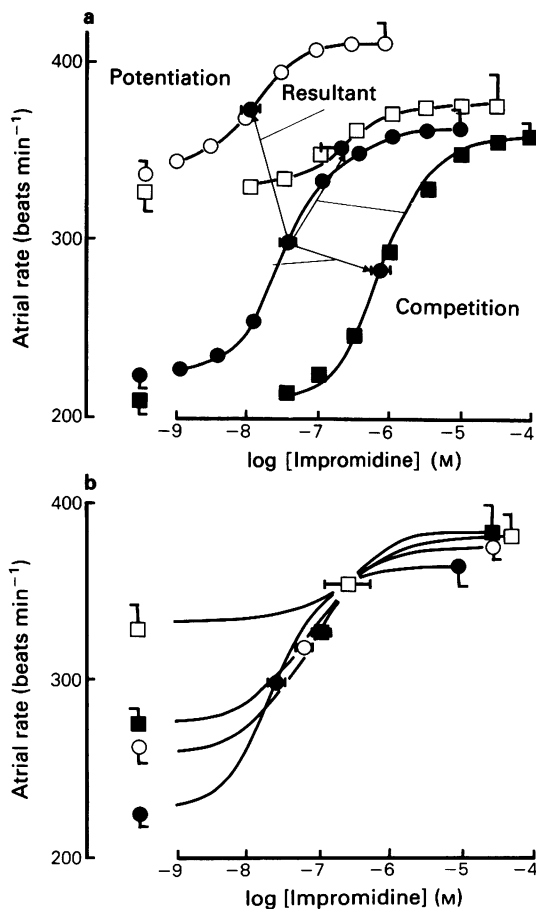 a
400
300
200
Atrial rate (beats min⁻¹)
Potentiation
Resultant
Competition
−9 −8 −7 −6 −5 −4
log [Impromidine] (M)
b
400
300
200
Atrial rate (beats min⁻¹)
−9 −8 −7 −6 −5 −4
log [Impromidine] (M)